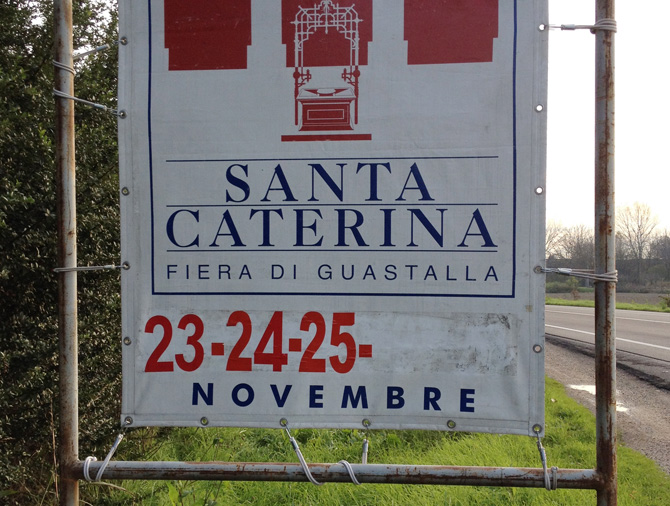 SANTA
CATERINA
FIERA DI GUASTALLA
23-24-25-
NOVEMBRE